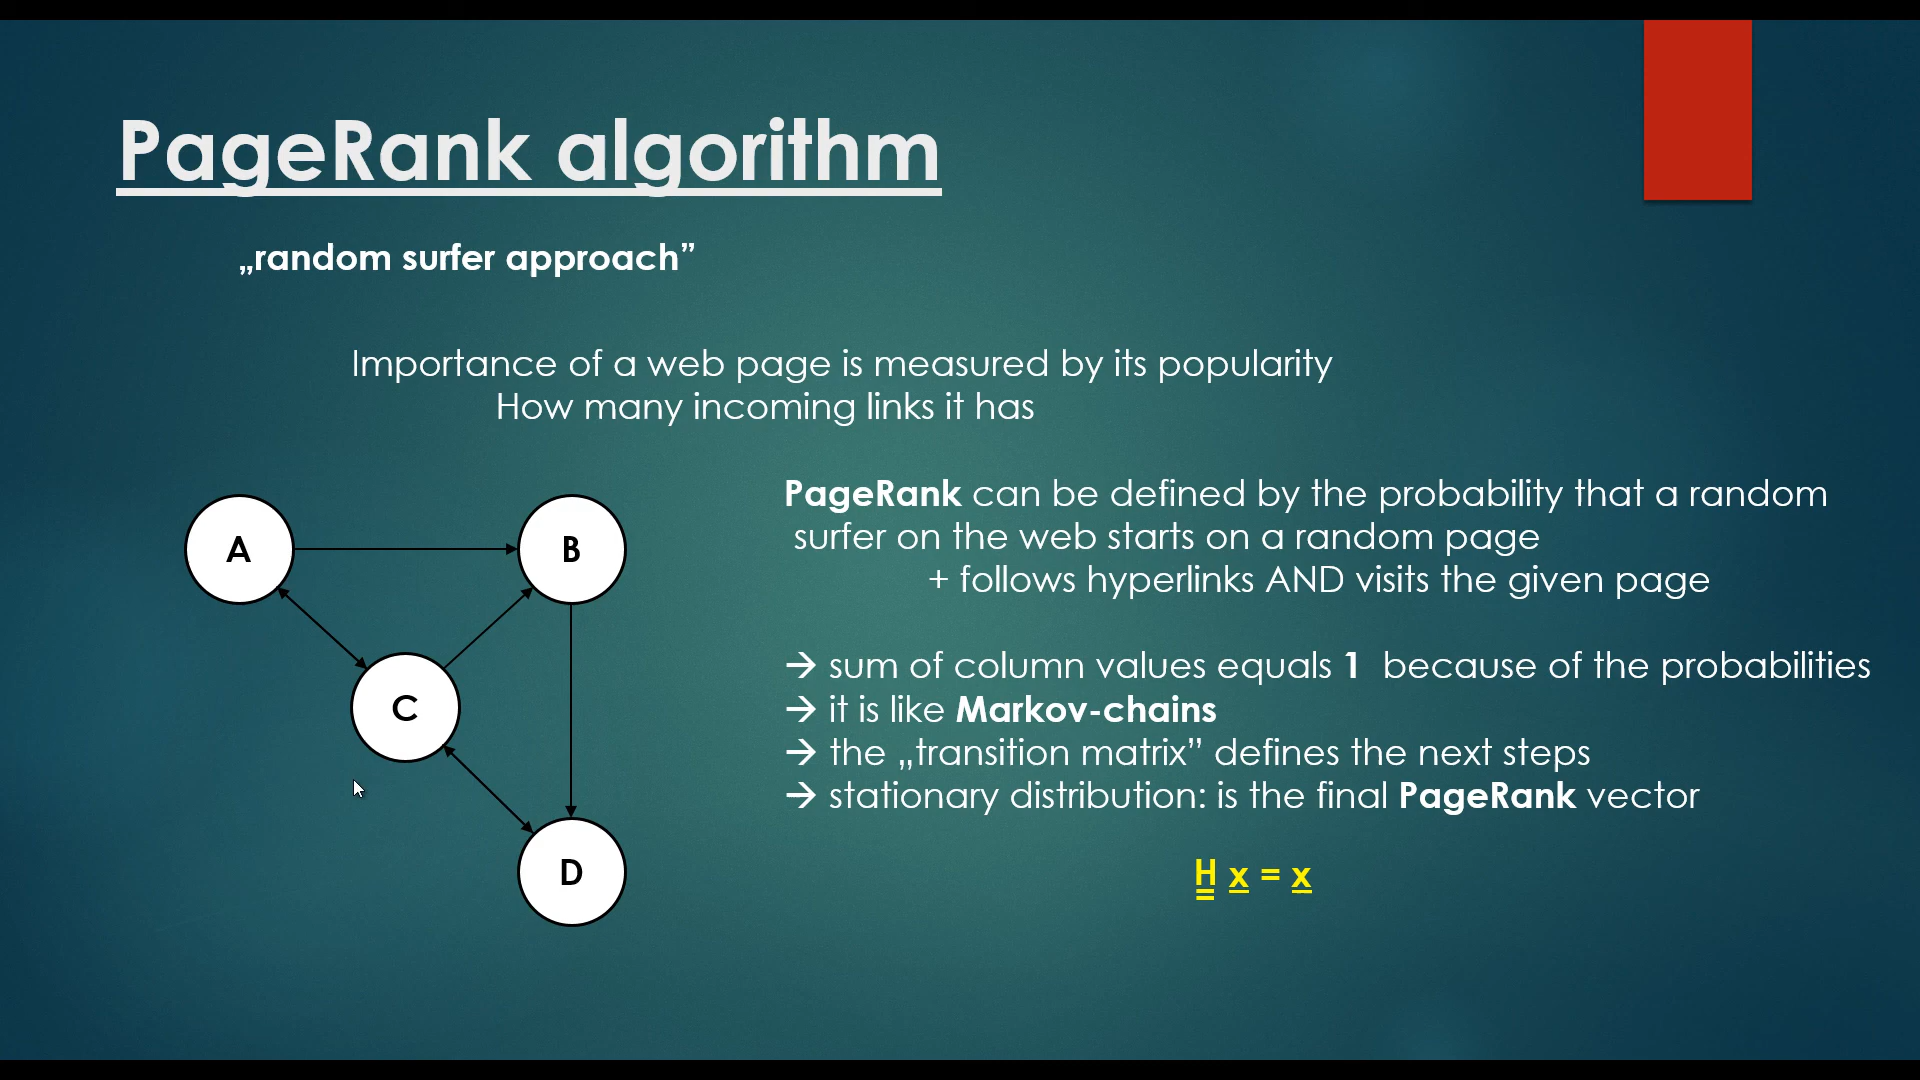 PageRank algorithm
„random surfer approach”
Importance of a web page is measured by its popularity
How many incoming links it has
A
B
C
D
PageRank can be defined by the probability that a random
surfer on the web starts on a random page
+ follows hyperlinks AND visits the given page
→ sum of column values equals 1 because of the probabilities
→ it is like Markov-chains
→ the „transition matrix” defines the next steps
→ stationary distribution: is the final PageRank vector
H x = x